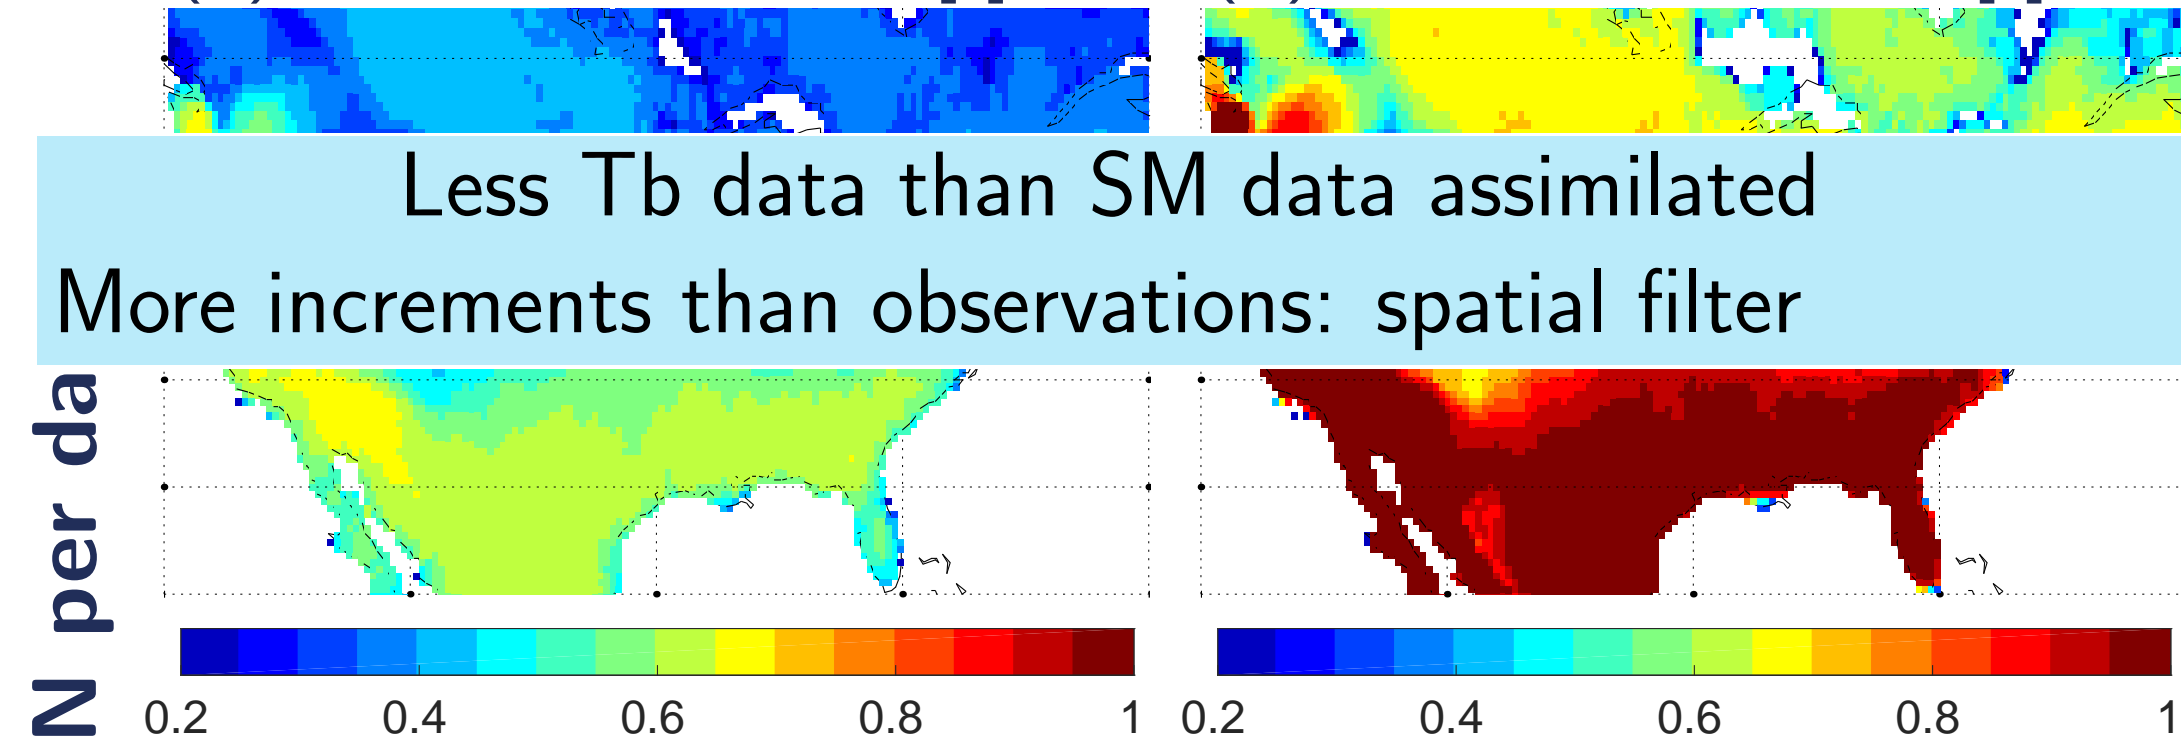 Less Tb data than SM data assimilated
More increments than observations: spatial filter
N per da
0.2 0.4 0.6 0.8 1 0.2 0.4 0.6 0.8 1